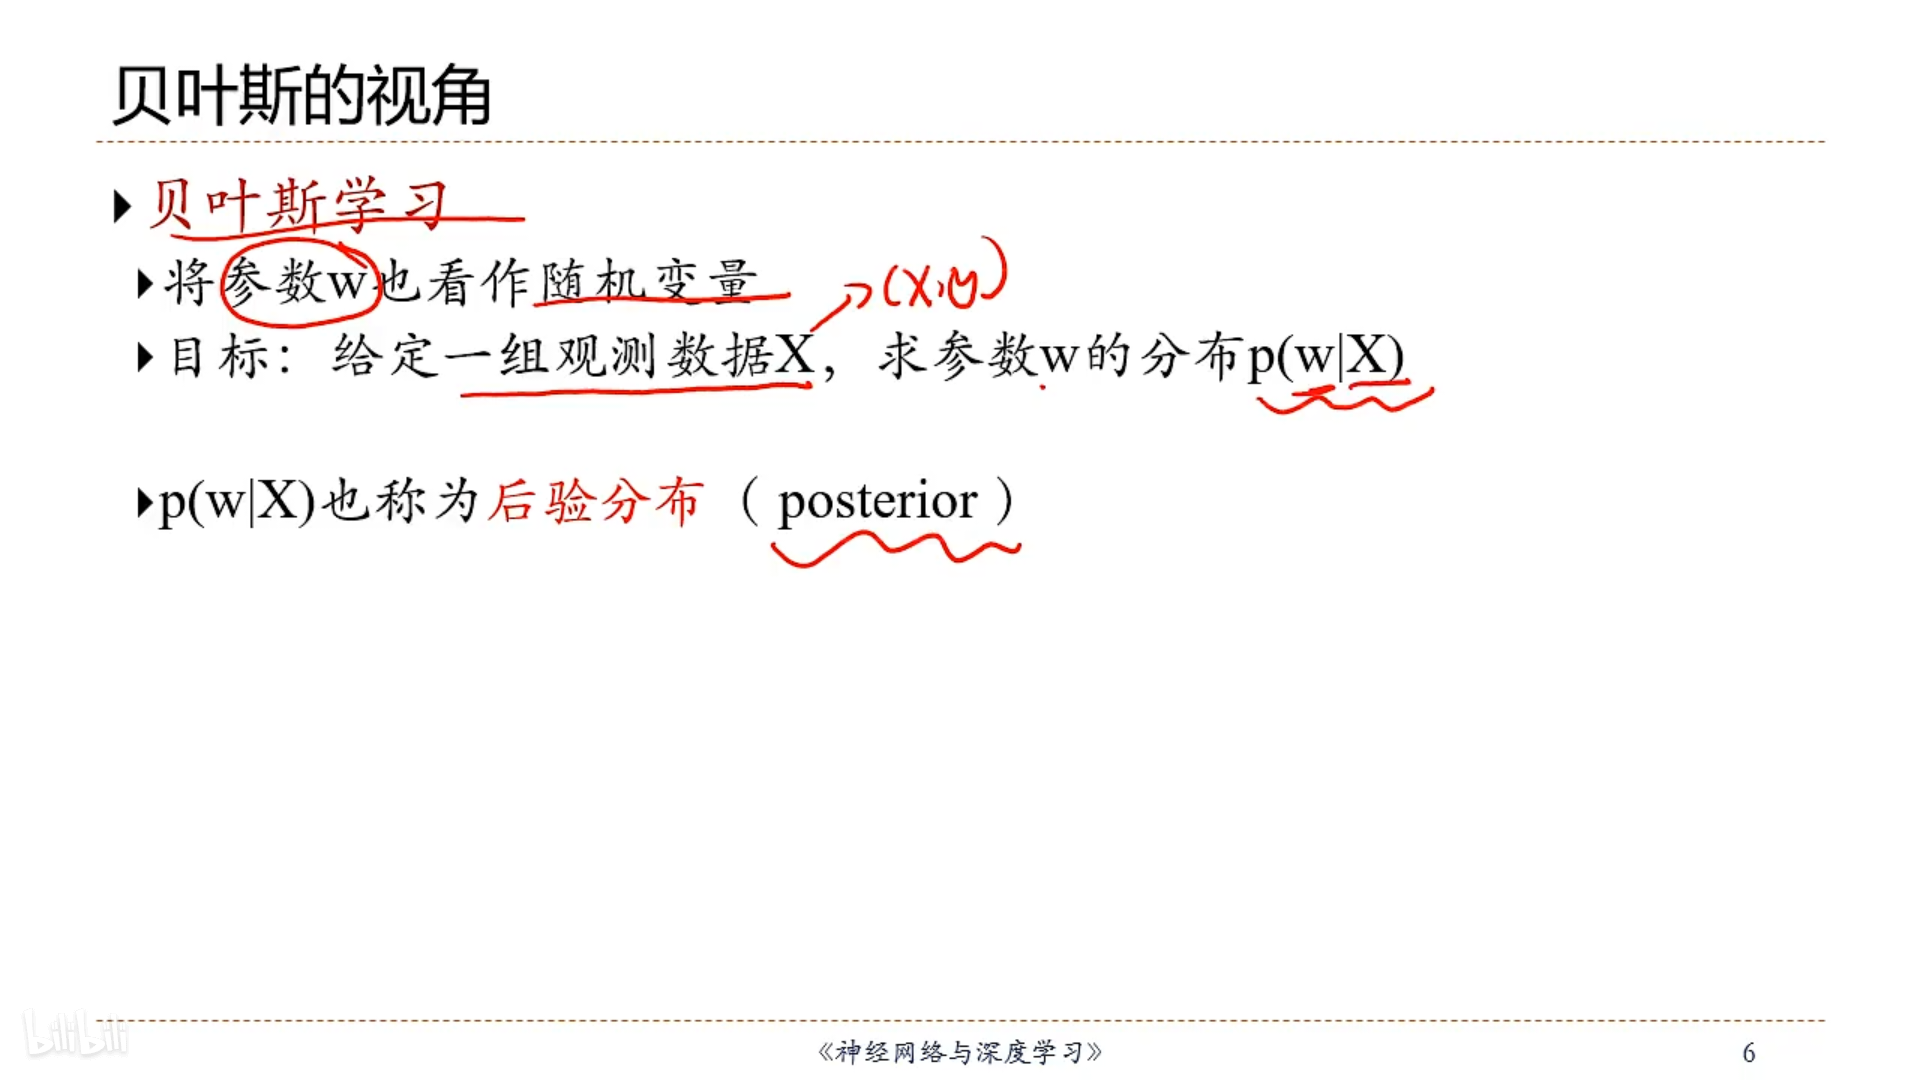 贝叶斯的视角
贝叶斯学习
将参数w也看作随机变量
(x,y)
目标：给定一组观测数据X，求参数w的分布p(w|X)
p(w|X)也称为后验分布（posterior）
bilibili
《神经网络与深度学习》
6